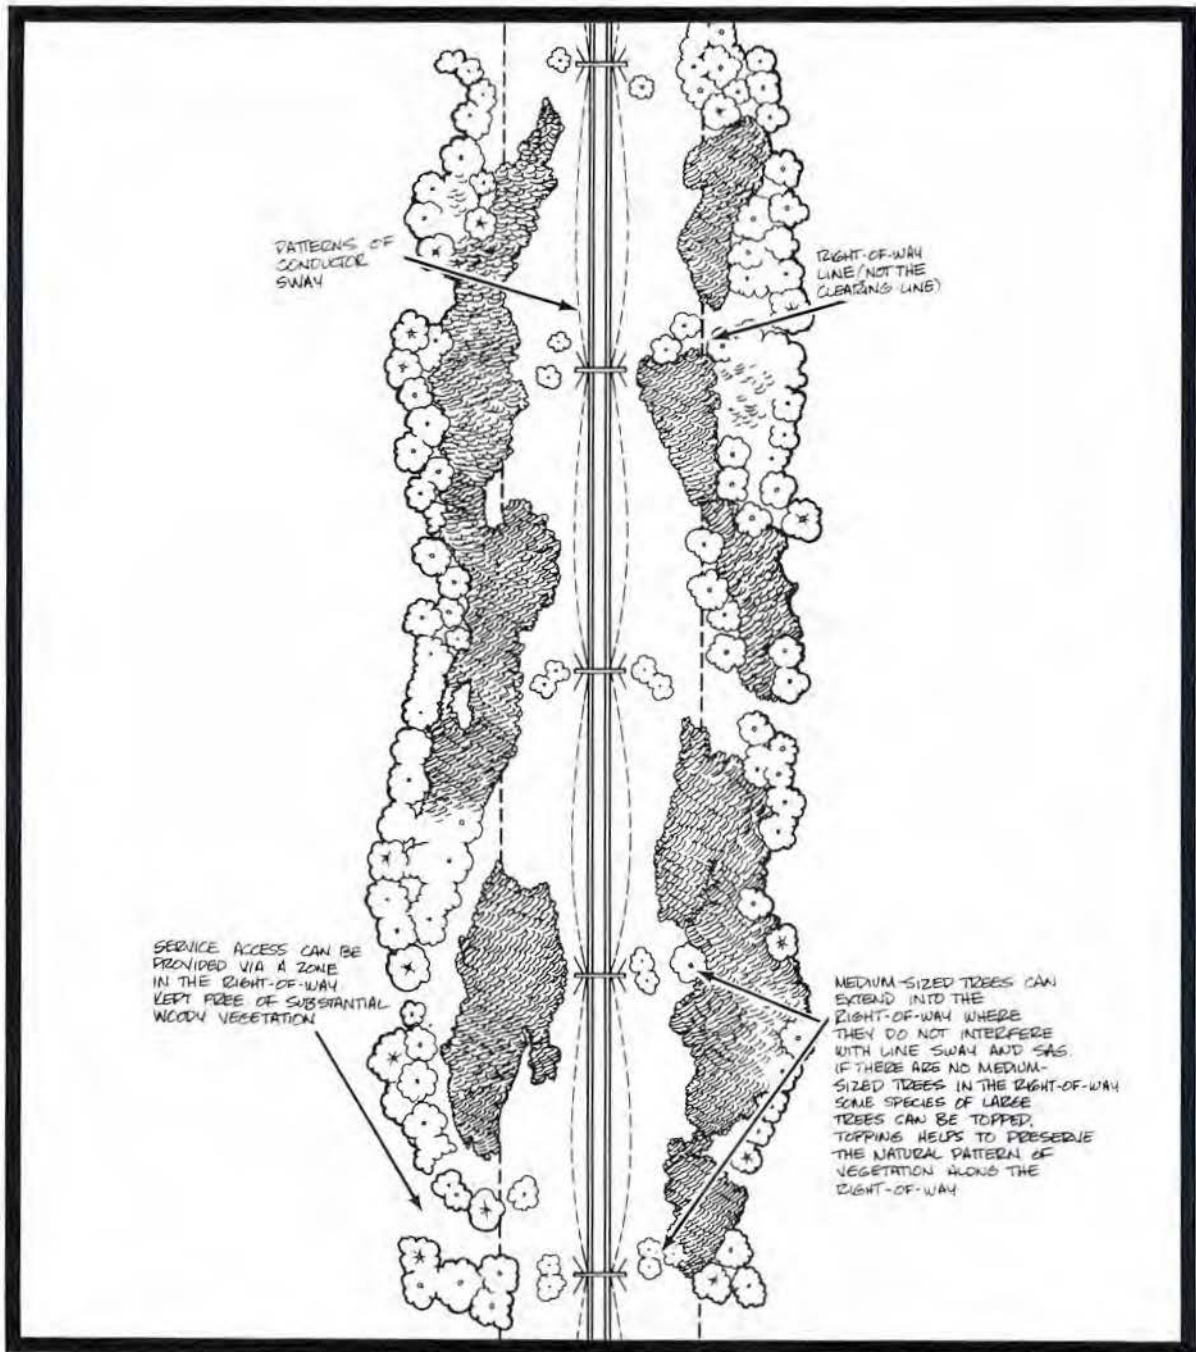 PATTERNS OF
CONDUCTOR
SWAY
RIGHT-OF-WAY
LINE (NOT THE
CLEARING LINE)
SERVICE ACCESS CAN BE
PROVIDED VIA A ZONE
IN THE RIGHT-OF-WAY
KEPT FREE OF SUBSTANTIAL
WOODY VEGETATION
MEDIUM-SIZED TREES CAN
EXTEND INTO THE
RIGHT-OF-WAY WHERE
THEY DO NOT INTERFERE
WITH LINE SWAY AND SAG.
IF THERE ARE NO MEDIUM-
SIZED TREES IN THE RIGHT-OF-WAY
SOME SPECIES OF LARGE
TREES CAN BE TOPPED.
TOPPING HELPS TO PRESERVE
THE NATURAL PATTERN OF
VEGETATION ALONG THE
RIGHT-OF-WAY